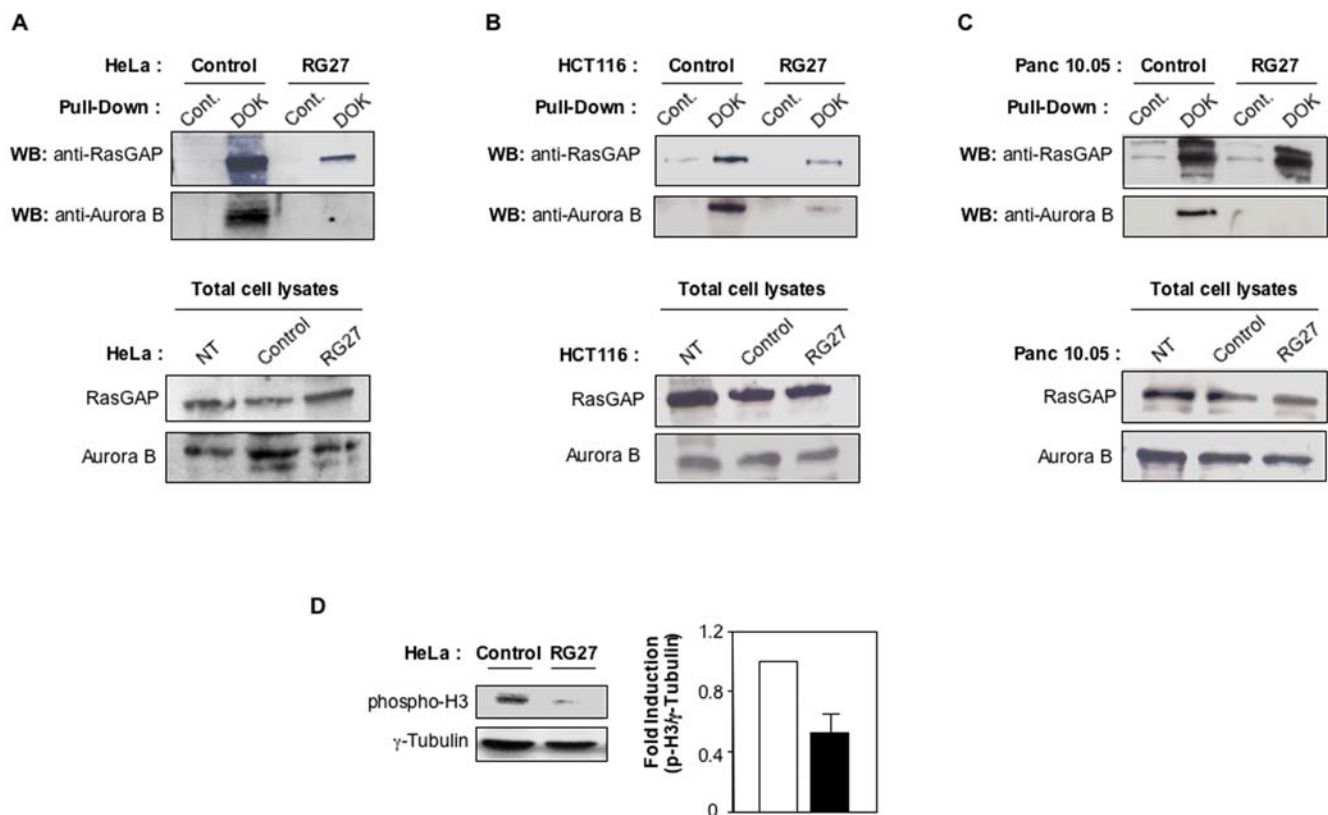 A
HeLa : Control RG27
Pull-Down : Cont. DOK Cont. DOK
WB: anti-RasGAP
WB: anti-Aurora B
Total cell lysates
HeLa : NT Control RG27
RasGAP
Aurora B
B
HCT116 : Control RG27
Pull-Down : Cont. DOK Cont. DOK
WB: anti-RasGAP
WB: anti-Aurora B
Total cell lysates
HCT116 : NT Control RG27
RasGAP
Aurora B
C
Panc 10.05 : Control RG27
Pull-Down : Cont. DOK Cont. DOK
WB: anti-RasGAP
WB: anti-Aurora B
Total cell lysates
Panc 10.05 : NT Control RG27
RasGAP
Aurora B
D
HeLa : Control RG27
phospho-H3
γ-Tubulin
Fold Induction
(p-H3/γ-Tubulin)
1.2
0.8
0.4
0